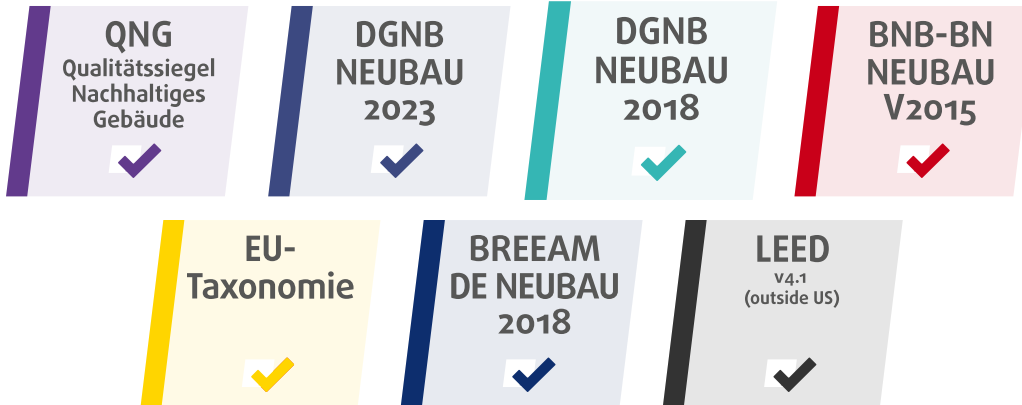 QNG
Qualitätssiegel
Nachhaltiges
Gebäude
DGNB
NEUBAU
2023
DGNB
NEUBAU
2018
BNB-BN
NEUBAU
V2015
EU-
Taxonomie
BREEAM
DE NEUBAU
2018
LEED
v4.1
(outside US)